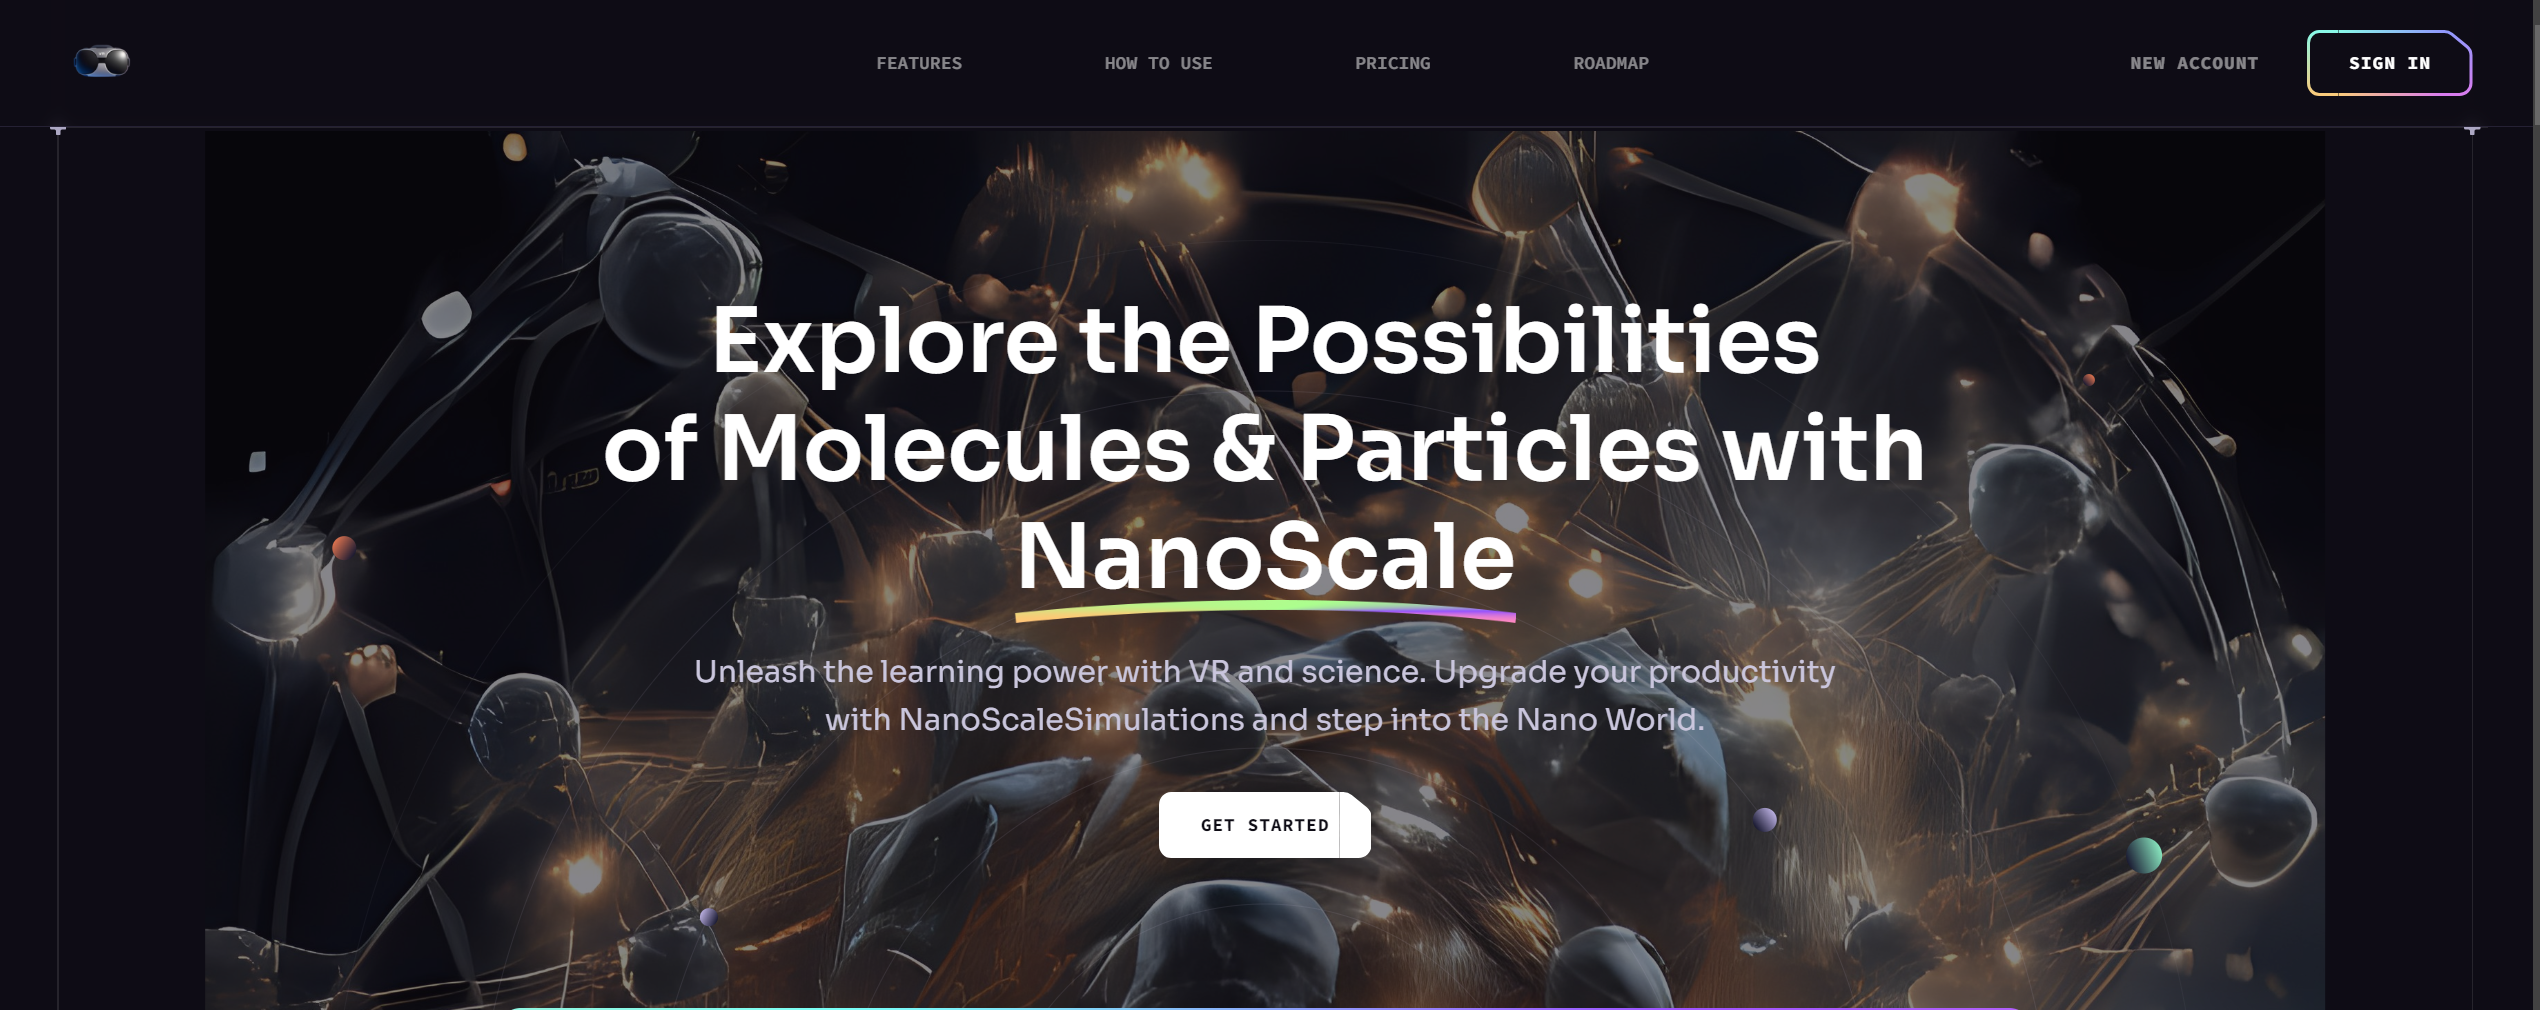 FEATURES
HOW TO USE
PRICING
ROADMAP
NEW ACCOUNT
SIGN IN
Explore the Possibilities
of Molecules & Particles with
NanoScale
Unleash the learning power with VR and science. Upgrade your productivity
with NanoScaleSimulations and step into the Nano World.
GET STARTED